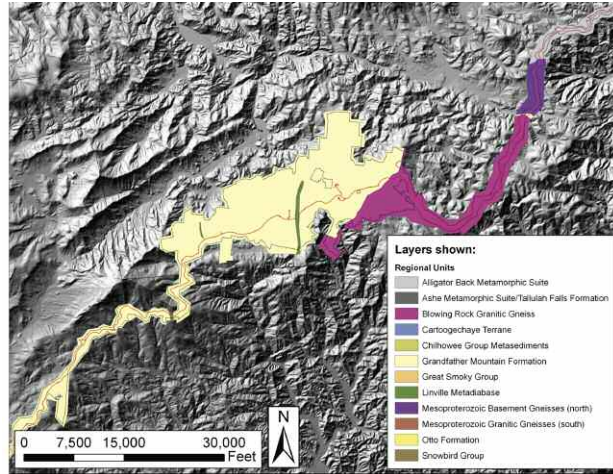 Layers shown:
Regional Units
Alligator Back Metamorphic Suite
Ashe Metamorphic Suite/Tallulah Falls Formation
Blowing Rock Granitic Gneiss
Cartoogechaye Terrane
Chilhowee Group Metasediments
Grandfather Mountain Formation
Great Smoky Group
Linville Metadiabase
Mesoproterozoic Basement Gneisses (north)
Mesoproterozoic Granitic Gneisses (south)
Otto Formation
Snowbird Group
N
0 7,500 15,000 30,000
Feet